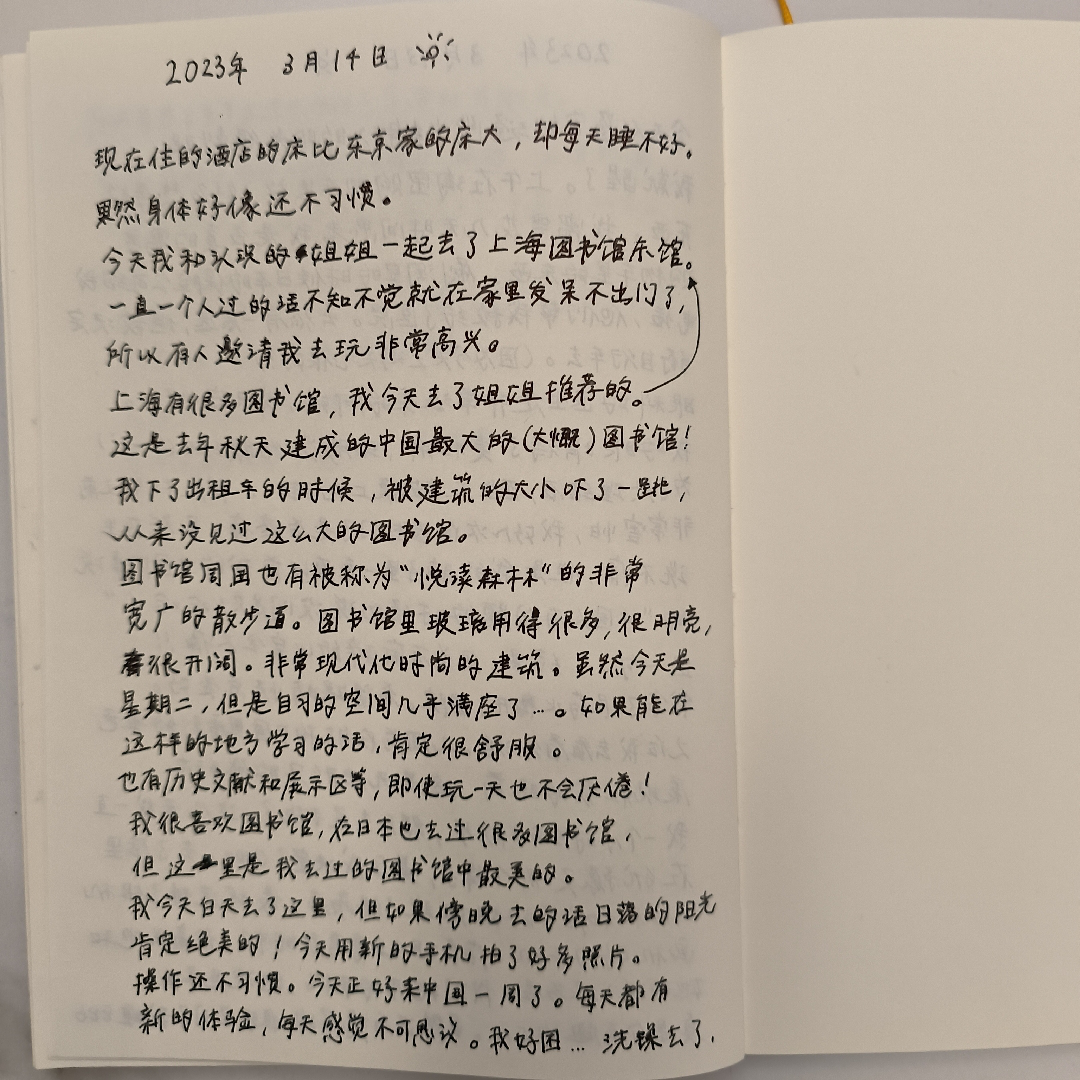 2023年 3月14日
现在住的酒店的床比东京家的床大，却每天睡不好。
果然身体好像还不习惯。
今天我和认识的姐姐一起去了上海图书馆东馆。
一直一个人过的话不知不觉就在家里发呆不出门了，
所以有人邀请我去玩非常高兴。
上海有很多图书馆，我今天去了姐姐推荐的。
这是去年秋天建成的中国最大的（大概）图书馆！
我下了出租车的时候，被建筑的大小吓了一跳，
从来没见过这么大的图书馆。
图书馆周围也有被称为“悦读森林”的非常
宽广的散步道。图书馆里玻璃用得很多，很明亮，
很开阔。非常现代化时尚的建筑。虽然今天是
星期二，但是自习的空间几乎满座了…。如果能在
这样的地方学习的话，肯定很舒服。
也有历史文献和展示区等，即使玩一天也不会厌倦！
我很喜欢图书馆，在日本也去过很多图书馆，
但这里是我去过的图书馆中最美的。
我今天白天去了这里，但如果傍晚去的话日落的阳光
肯定绝美的！今天用新的手机拍了好多照片。
操作还不习惯。今天正好来中国一周了。每天都有
新的体验，每天感觉不可思议。我好困… 洗澡去了.